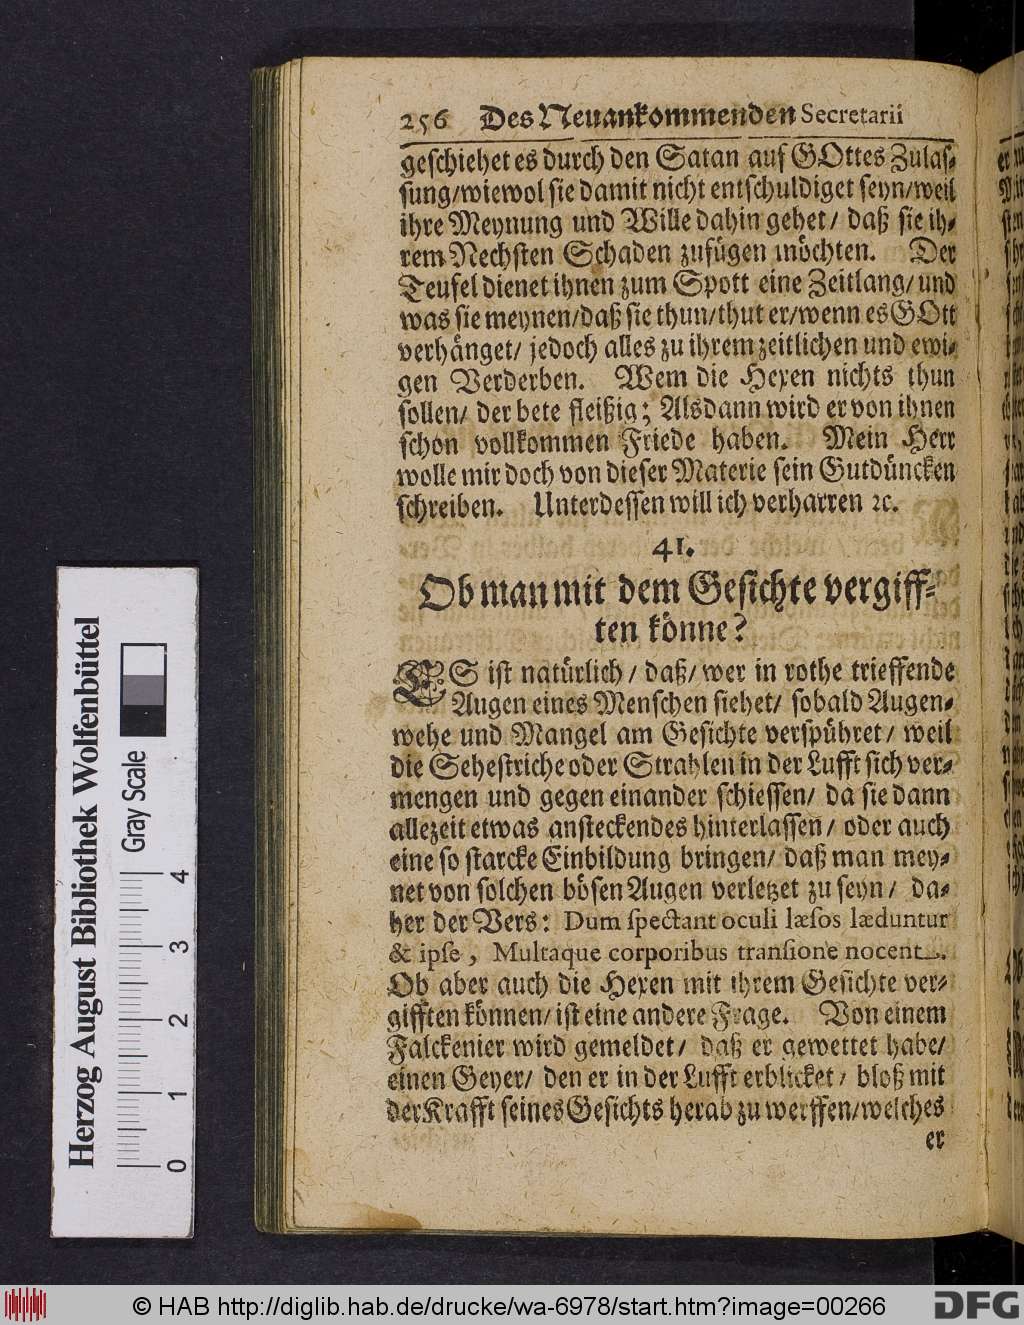 256 Des Neuankommenden Secretarii
geschiehet es durch den Satan auf GOttes Zulas-
sung/wiewol sie damit nicht entschuldiget seyn/weil
ihre Meynung und Wille dahin gehet/ daß sie ih-
rem Nechsten Schaden zufügen möchten. Der
Teufel dienet ihnen zum Spott eine Zeitlang/und
was sie meynen/daß sie thun/thut er/wenn es GOtt
verhänget/ jedoch alles zu ihrem zeitlichen und ewi-
gen Verderben. Wem die Hexen nichts thun
sollen/ der bete fleißig; Alsdann wird er von ihnen
schon vollkommen Friede haben. Mein Herr
wolle mir doch von dieser Materie sein Gutdüncken
schreiben. Unterdessen will ich verharren ꝛc.
41.
Ob man mit dem Gesichte vergiff-
ten könne?
ES ist natürlich/ daß/ wer in rothe trieffende
Augen eines Menschen siehet/ sobald Augen-
wehe und Mangel am Gesichte verspühret/ weil
die Sehestriche oder Strahlen in der Lufft sich ver-
mengen und gegen einander schiessen/ da sie dann
allezeit etwas ansteckendes hinterlassen/ oder auch
eine so starcke Einbildung bringen/ daß man mey-
net von solchen bösen Augen verletzet zu seyn/ da-
her der Vers: Dum spectant oculi læsos læduntur
& ipse, Multaque corporibus transione nocent.
Ob aber auch die Hexen mit ihrem Gesichte ver-
gifften können/ist eine andere Frage. Von einem
Falckenier wird gemeldet/ daß er gewettet habe/
einen Geyer/ den er in der Lufft erblicket/ bloß mit
der Krafft seines Gesichts herab zu werffen/welches
er
Herzog August Bibliothek Wolfenbüttel
Gray Scale
0 1 2 3 4
© HAB http://diglib.hab.de/drucke/wa-6978/start.htm?image=00266
DFG